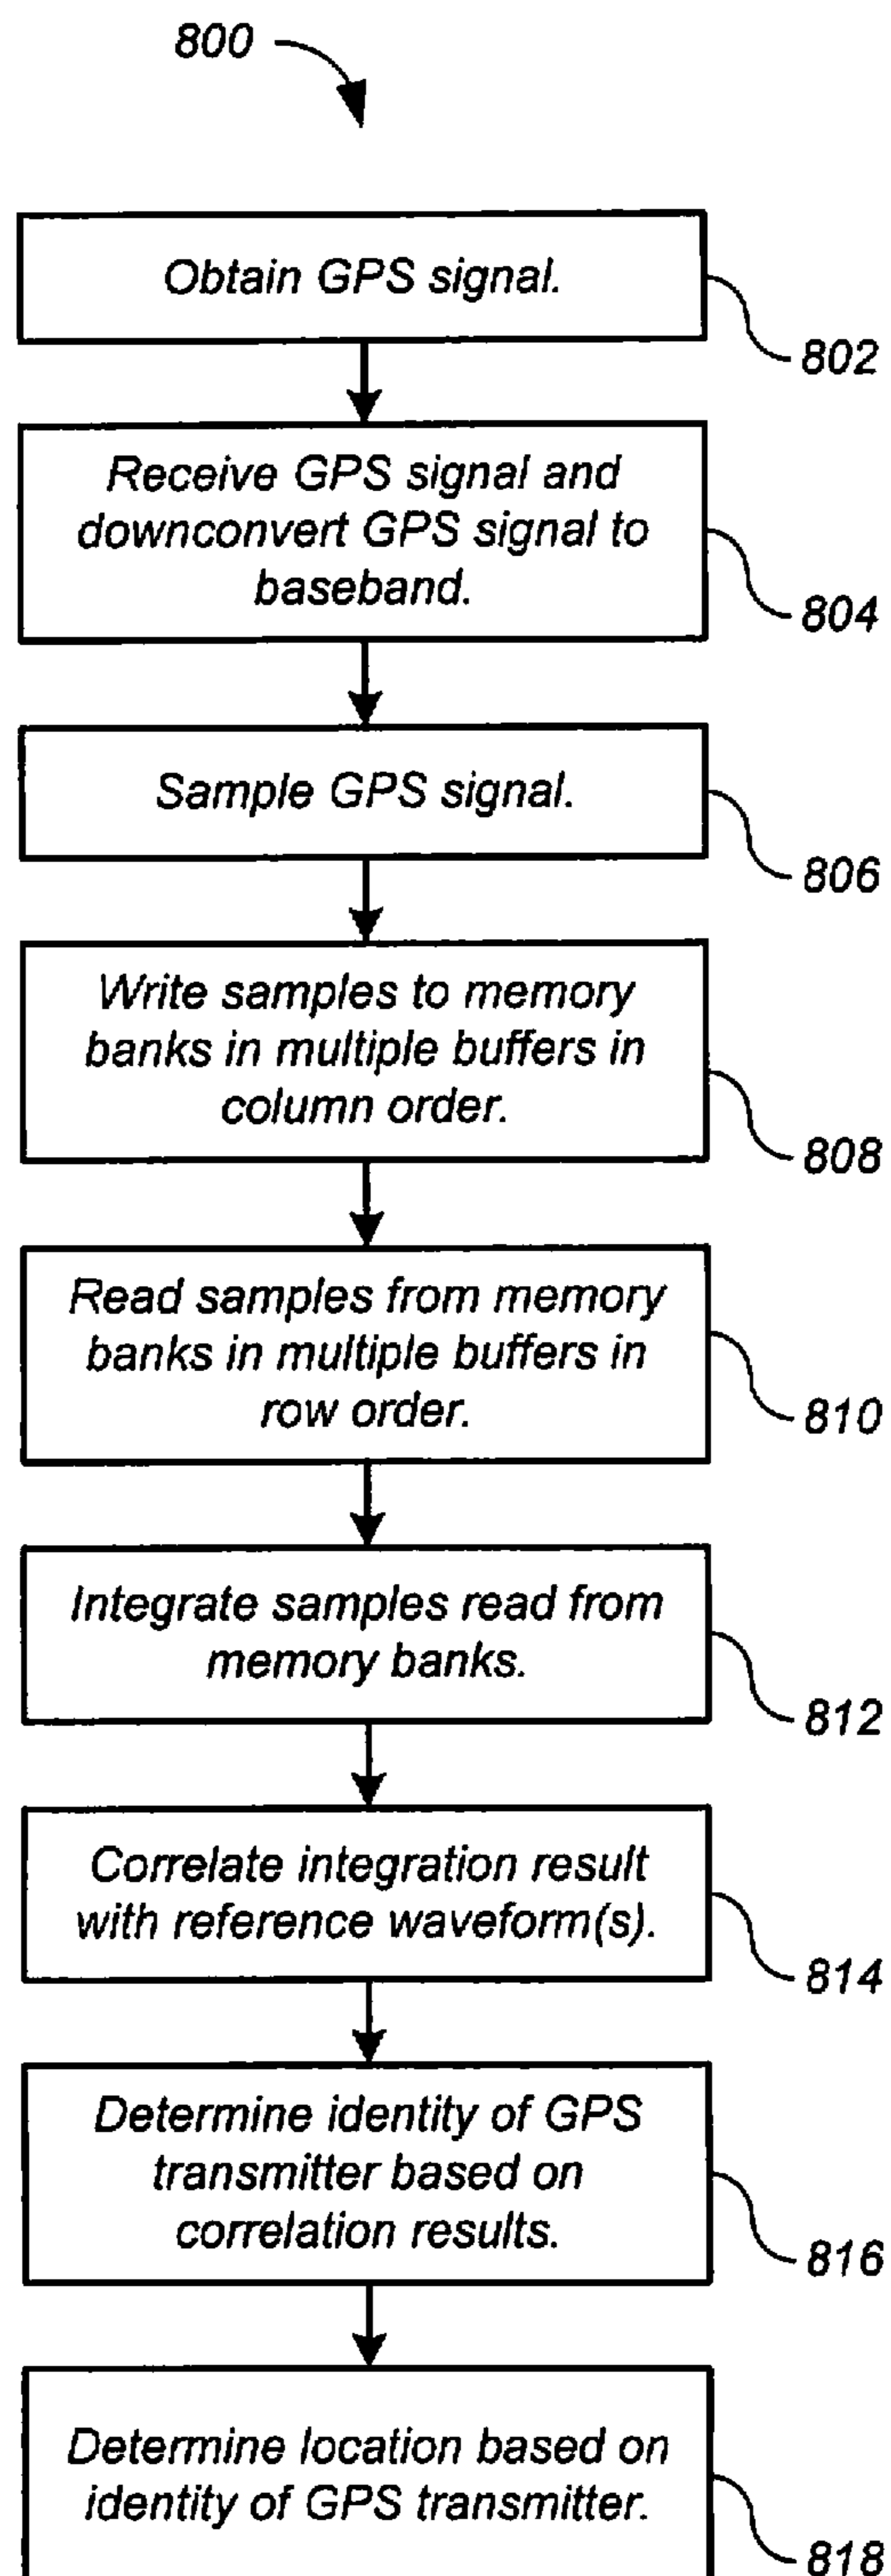 800
Obtain GPS signal.
802
Receive GPS signal and
downconvert GPS signal to
baseband.
804
Sample GPS signal.
806
Write samples to memory
banks in multiple buffers in
column order.
808
Read samples from memory
banks in multiple buffers in
row order.
810
Integrate samples read from
memory banks.
812
Correlate integration result
with reference waveform(s).
814
Determine identity of GPS
transmitter based on
correlation results.
816
Determine location based on
identity of GPS transmitter.
818